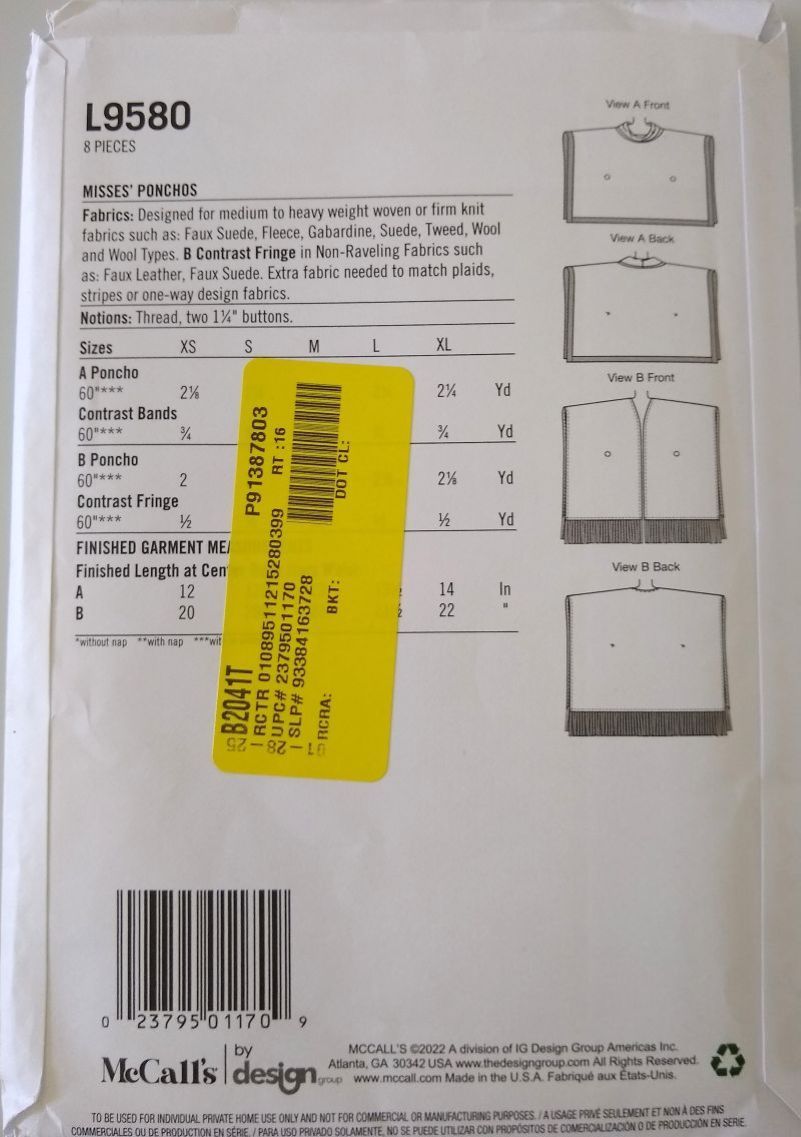 L9580
8 PIECES
MISSES' PONCHOS
Fabrics: Designed for medium to heavy weight woven or firm knit
fabrics such as: Faux Suede, Fleece, Gabardine, Suede, Tweed, Wool
and Wool Types. B Contrast Fringe in Non-Raveling Fabrics such
as: Faux Leather, Faux Suede. Extra fabric needed to match plaids,
stripes or one-way design fabrics.
Notions: Thread, two 1¼" buttons.
Sizes XS S M L XL
A Poncho
60"*** 2⅛ 2¼ Yd
Contrast Bands
60"*** ¾ ¾ Yd
B Poncho
60"*** 2 2⅛ Yd
Contrast Fringe
60"*** ½ ½ Yd
FINISHED GARMENT
Finished Length at
A 12 14 In
B 20 22 "
*without nap **with nap
View A Front
View A Back
View B Front
View B Back
P91387803
RT :16
DOT CL:
B2041T
RCTR 01089511215280399
UPC# 2379501170
SLP# 93384163728
RCRA:
BKT:
01-28-25
0 23795 01170 9
McCall's by design group
MCCALL'S ©2022 A division of IG Design Group Americas Inc.
Atlanta, GA 30342 USA www.thedesigngroup.com All Rights Reserved.
www.mccall.com Made in the U.S.A. Fabriqué aux États-Unis.
TO BE USED FOR INDIVIDUAL PRIVATE HOME USE ONLY AND NOT FOR COMMERCIAL OR MANUFACTURING PURPOSES. / A USAGE PRIVÉ SEULEMENT ET NON À DES FINS
COMMERCIALES OU DE PRODUCTION EN SÉRIE. / PARA USO PRIVADO SOLAMENTE, NO SE PUEDE UTILIZAR CON PROPÓSITOS DE COMERCIALIZACIÓN O DE PRODUCCIÓN EN SERIE.